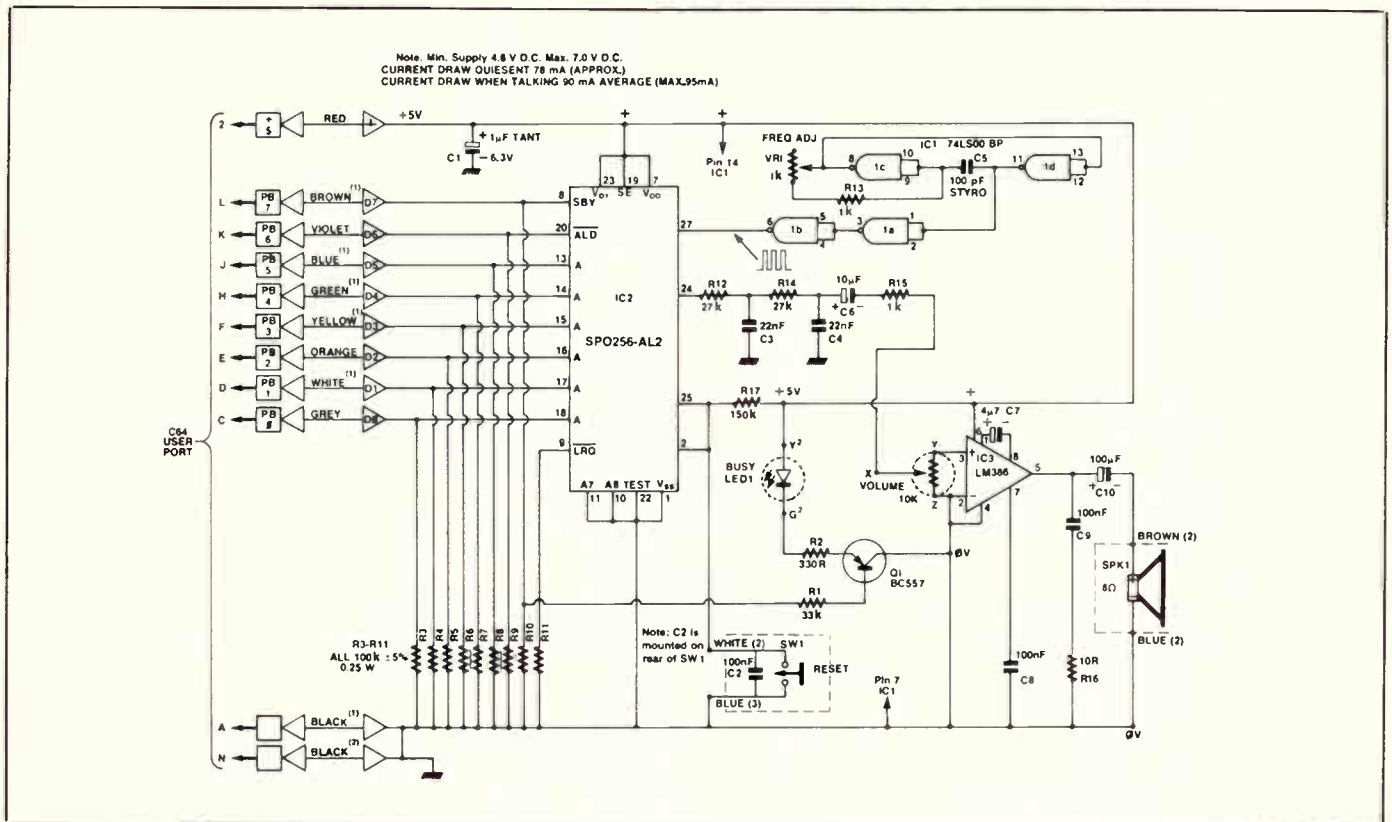 Note. Min. Supply 4.6 V D.C. Max. 7.0 V D.C.
CURRENT DRAW QUIESENT 78 mA (APPROX.)
CURRENT DRAW WHEN TALKING 90 mA AVERAGE (MAX. 95mA)
2
+ 5
RED
+5V
+ 1µF TANT
C1
− 6.3V
+
+
Pin 14
IC1
FREQ ADJ
VR1
1k
IC1 74LS00 BP
8
1c
10
9
C5
100 pF
STYRO
11
1d
13
12
R13
1k
23
19
7
VD1
SE
VDD
L
PB
7
BROWN (1)
D7
8
SBY
K
PB
6
VIOLET
D6
20
ALD
J
PB
5
BLUE (1)
D5
13
A
H
PB
4
GREEN (1)
D4
14
A
F
PB
3
YELLOW (1)
D3
15
A
E
PB
2
ORANGE
D2
16
A
D
PB
1
WHITE (1)
D1
17
A
C
PB
GREY
18
A
9
LRQ
C64
USER
PORT
IC2
SPO256-AL2
27
6
1b
5
4
3
1a
1
2
24
R12
27k
R14
27k
10µF
+ −
C6
R15
1k
22nF
C3
22nF
C4
25
2
R17
150k
+5V
A7
A8
TEST
VSS
11
10
22
1
Y2
BUSY
LED1
G2
R2
330R
Q1
BC557
R1
33k
X
VOLUME
10K
Y
Z
+
4µ7 C7
+ −
6
1
8
3
+
IC3
LM386
2
−
4
5
7
ØV
100µF
+ −
C10
100nF
C9
BROWN (2)
SPK1
8Ω
BLUE (2)
10R
R16
100nF
C8
R3-R11
ALL 100k ±5%
0.25 W
R3
R4
R5
R6
R7
R8
R9
R10
R11
Note: C2 is
mounted on
rear of SW1
WHITE (2)
SW1
100nF
C2
RESET
BLUE (3)
Pin 7
IC1
ØV
A
BLACK (1)
N
BLACK (2)